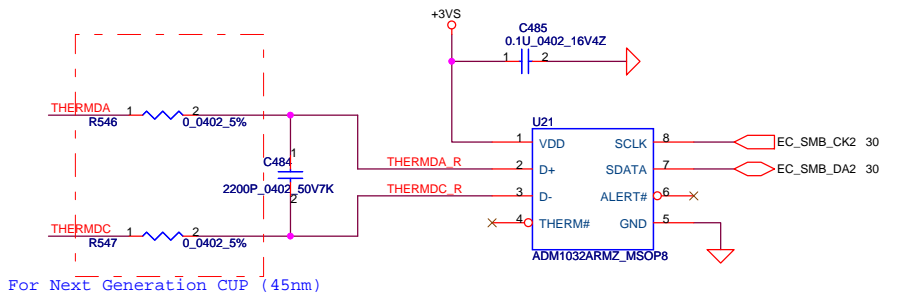 +3VS
C485
0.1U_0402_16V4Z
1 2
THERMDA 1 2
R546 0_0402_5%
U21
1 VDD SCLK 8 EC_SMB_CK2 30
C484 1
2200P_0402_50V7K
2
THERMDA_R 2 D+ SDATA 7 EC_SMB_DA2 30
THERMDC_R 3 D- ALERT# 6
4 THERM# GND 5
THERMDC 1 2
R547 0_0402_5%
ADM1032ARMZ_MSOP8
For Next Generation CUP (45nm)